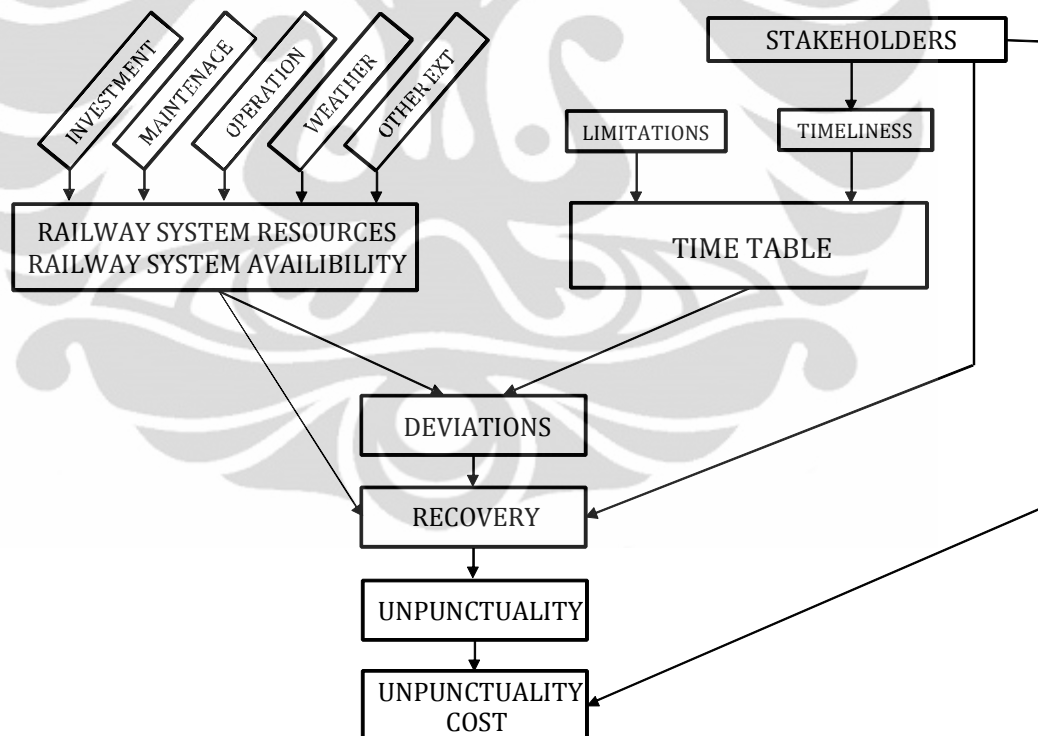 INVESTMENT
MAINTENACE
OPERATION
WEATHER
OTHER EXT
STAKEHOLDERS
LIMITATIONS
TIMELINESS
RAILWAY SYSTEM RESOURCES
RAILWAY SYSTEM AVAILIBILITY
TIME TABLE
DEVIATIONS
RECOVERY
UNPUNCTUALITY
UNPUNCTUALITY
COST